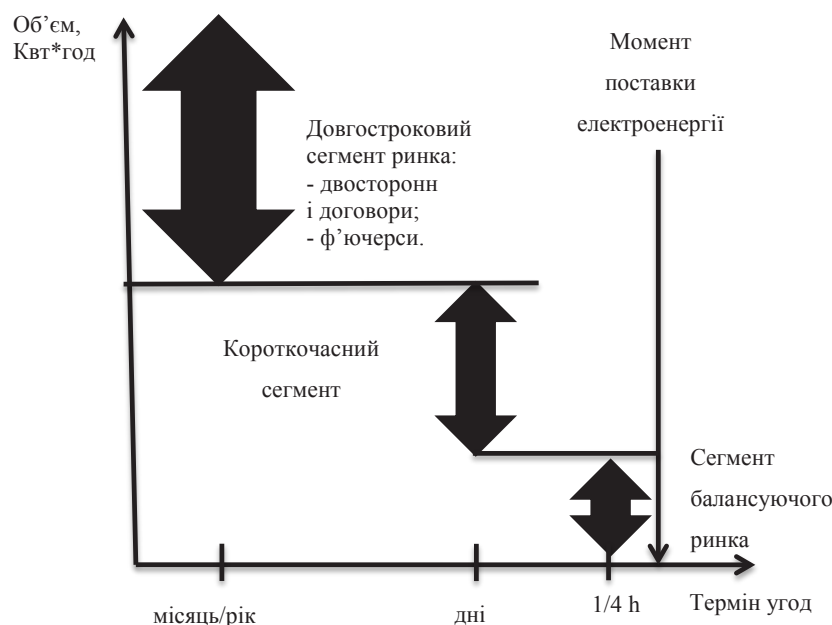 Об’єм,
Квт*год
Момент
поставки
електроенергії
Довгостроковий
сегмент ринка:
- двосторонн
і договори;
- ф’ючерси.
Короткочасний
сегмент
Сегмент
балансуючого
ринка
місяць/рік
дні
1/4 h
Термін угод